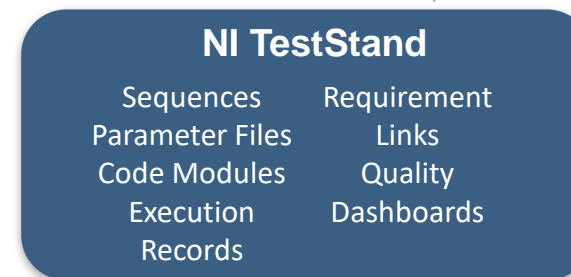 NI TestStand
Sequences
Parameter Files
Code Modules
Execution
Records
Requirement
Links
Quality
Dashboards